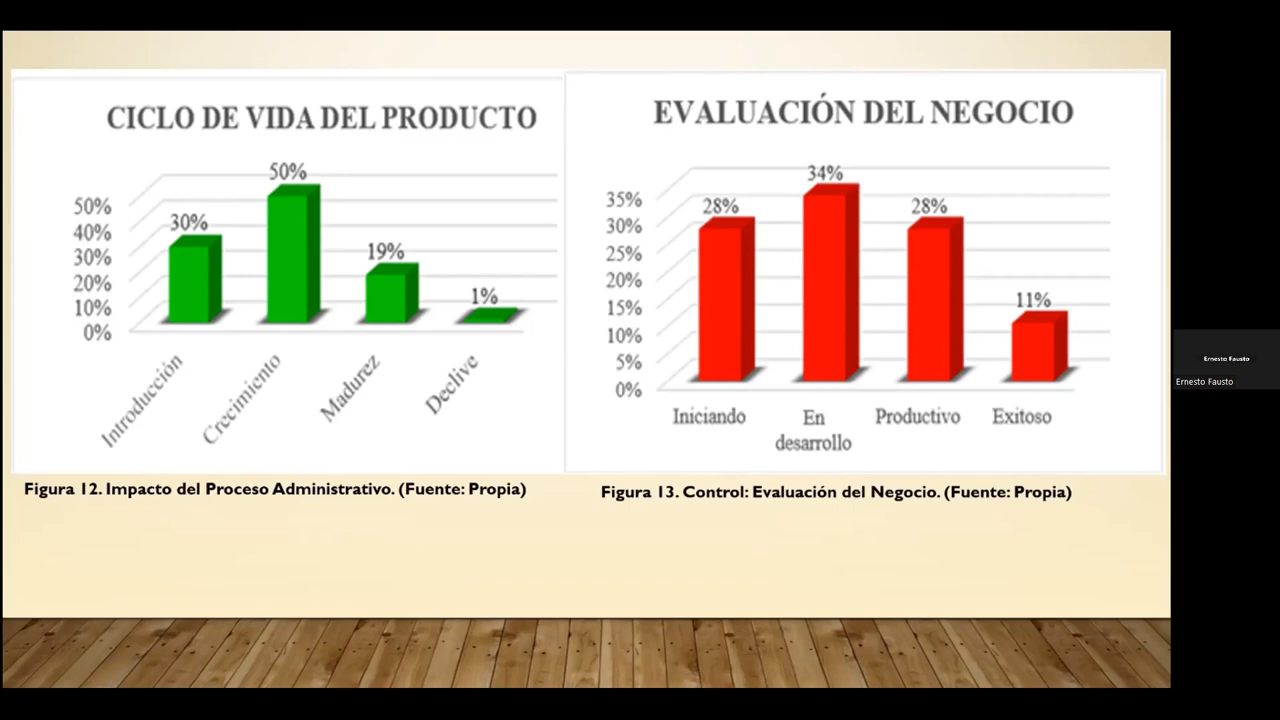 CICLO DE VIDA DEL PRODUCTO
50%
40%
30%
20%
10%
0%
30%
50%
19%
1%
Introducción
Crecimiento
Madurez
Declive
Figura 12. Impacto del Proceso Administrativo. (Fuente: Propia)
EVALUACIÓN DEL NEGOCIO
35%
30%
25%
20%
15%
10%
5%
0%
28%
34%
28%
11%
Iniciando
En
desarrollo
Productivo
Exitoso
Figura 13. Control: Evaluación del Negocio. (Fuente: Propia)
Ernesto Fausto
Ernesto Fausto